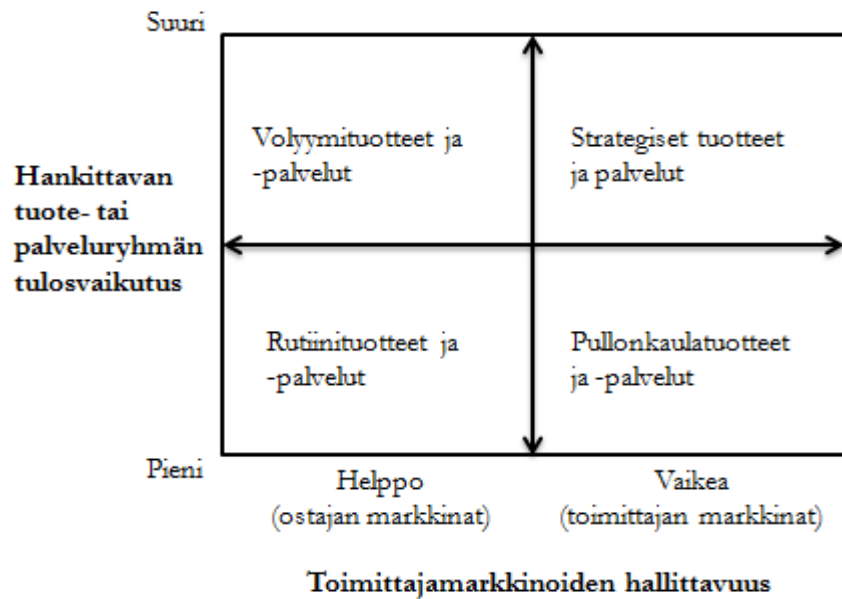 Suuri
Volyymituotteet ja
-palvelut
Strategiset tuotteet
ja palvelut
Hankittavan
tuote- tai
palveluryhmän
tulosvaikutus
Rutiinituotteet ja
-palvelut
Pullonkaulatuotteet
ja -palvelut
Pieni
Helppo
(ostajan markkinat)
Vaikea
(toimittajan markkinat)
Toimittajamarkkinoiden hallittavuus